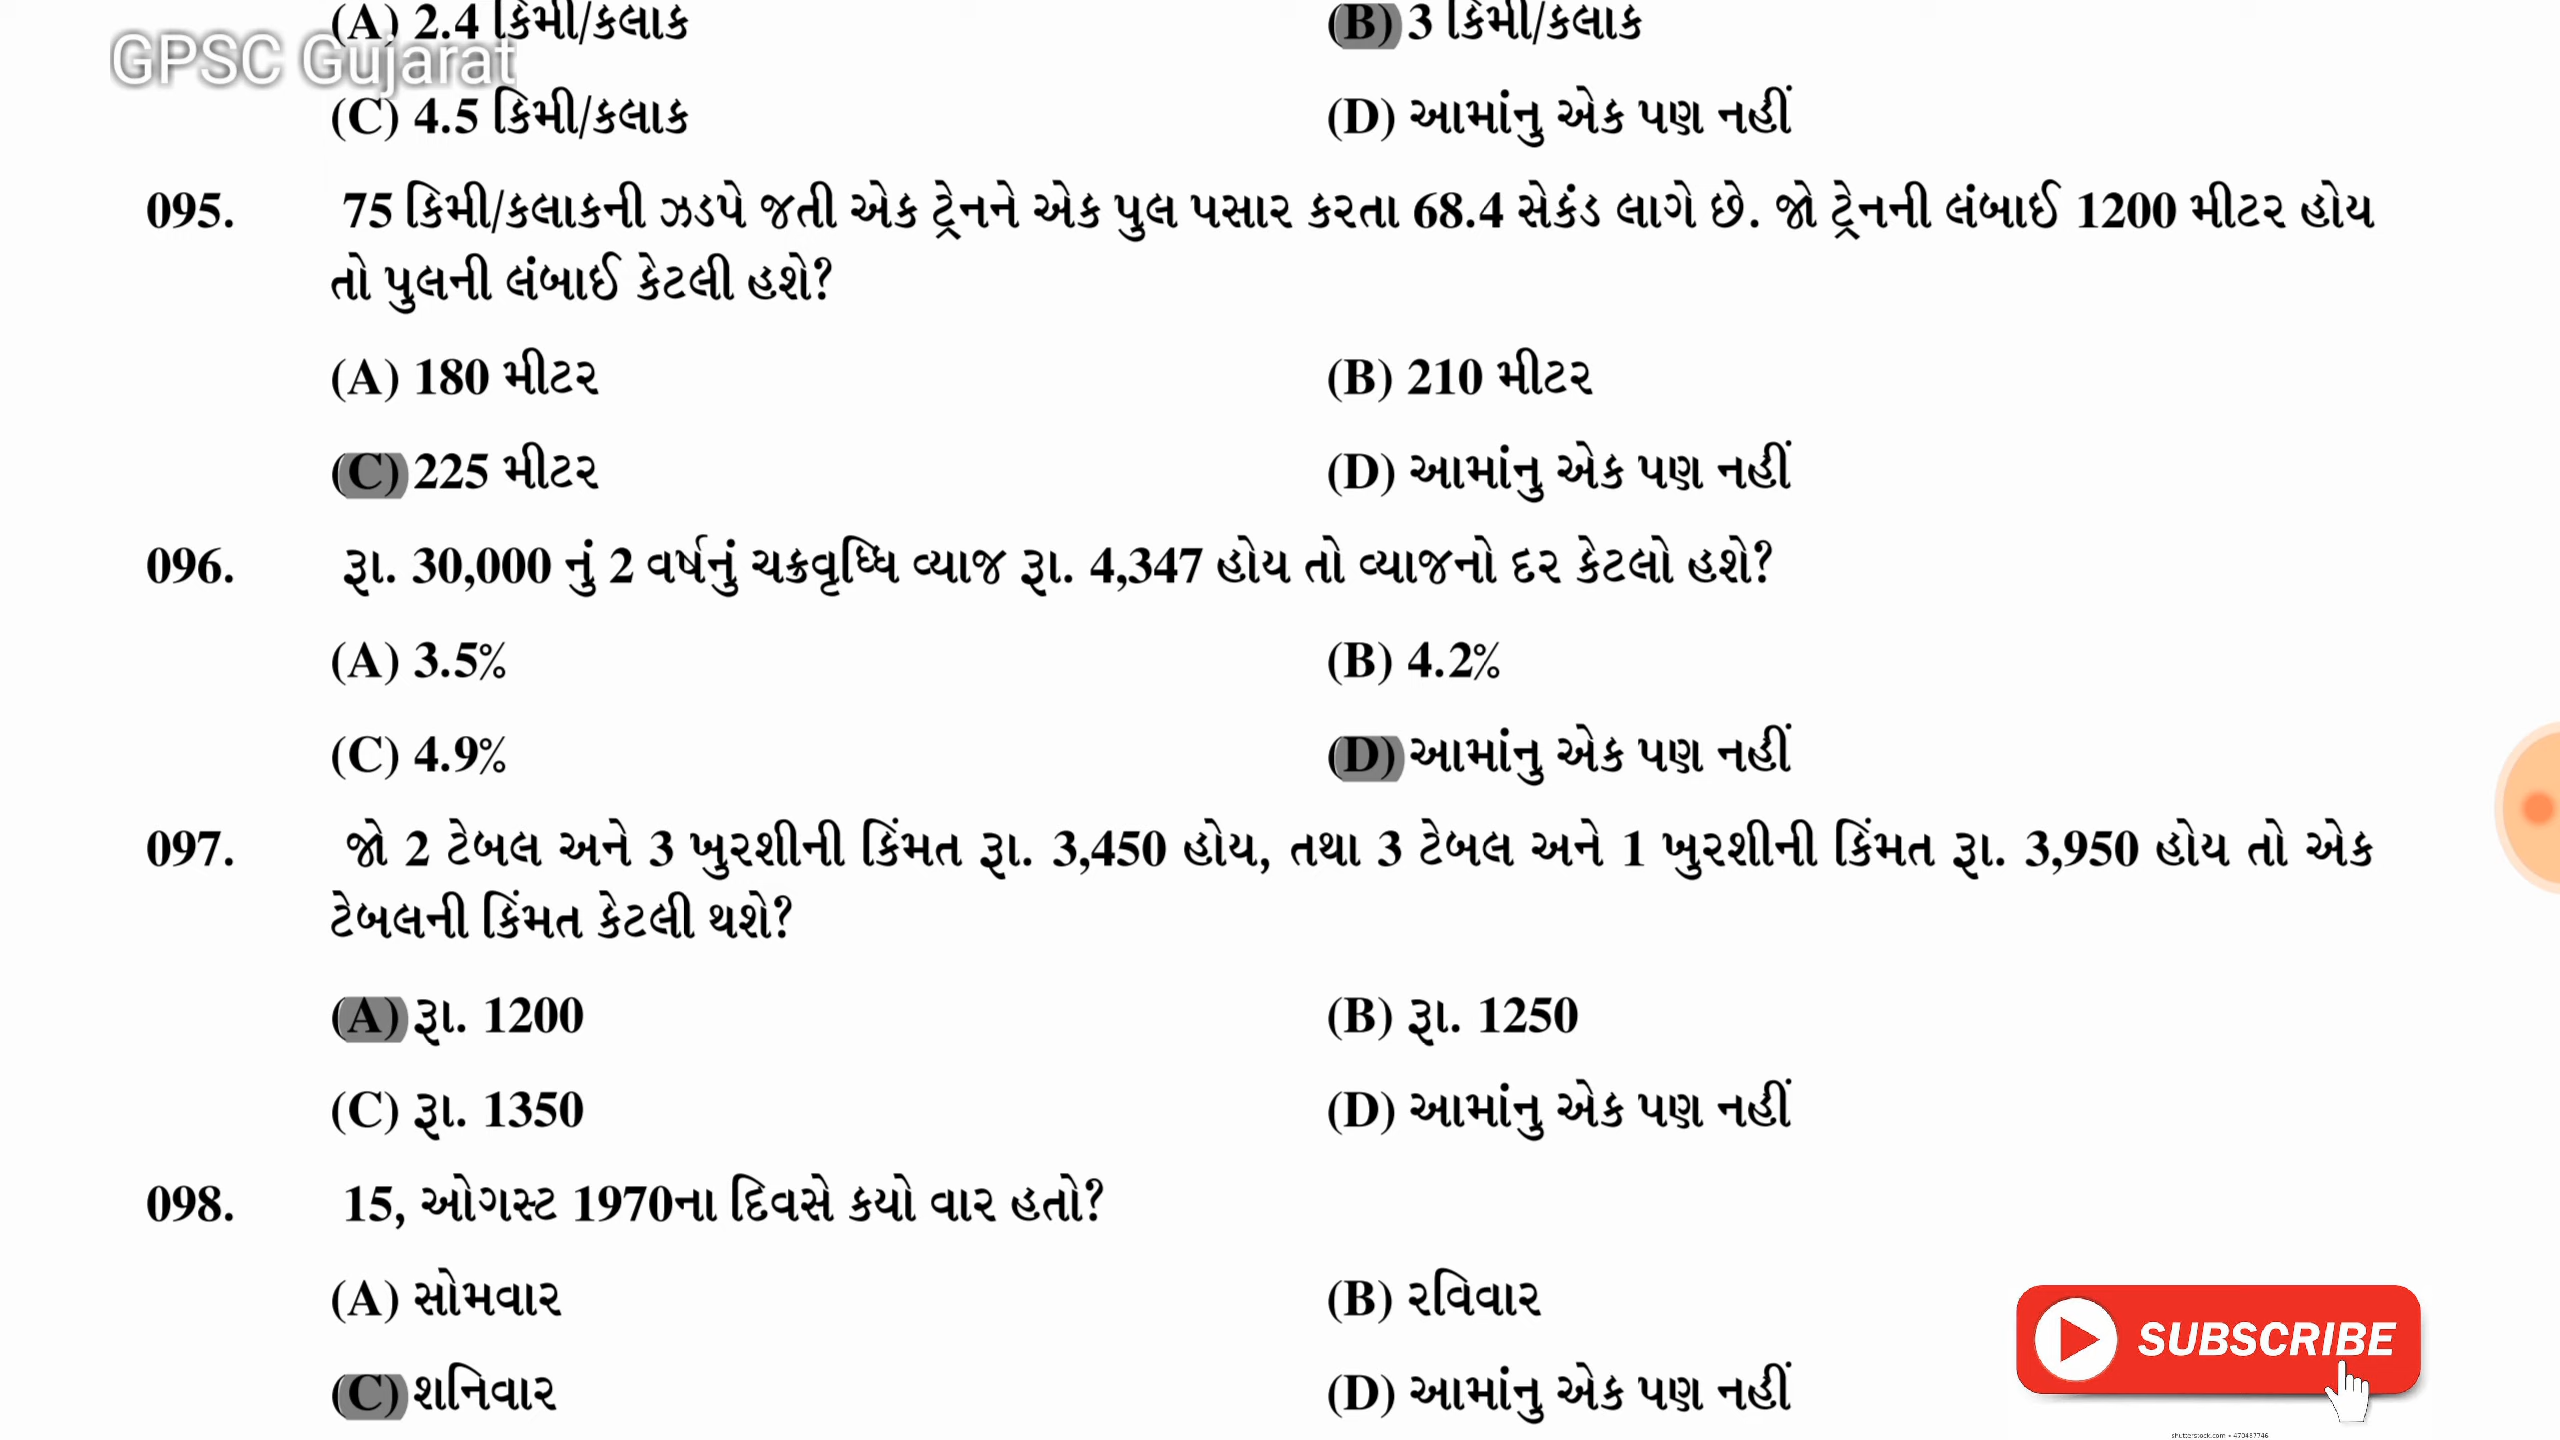 (A) 2.4 કિમી/કલાક (B) 3 કિમી/કલાક
GPSC Gujarat
(C) 4.5 કિમી/કલાક (D) આમાંનુ એક પણ નહીં
095. 75 કિમી/કલાકની ઝડપે જતી એક ટ્રેનને એક પુલ પસાર કરતા 68.4 સેકંડ લાગે છે. જો ટ્રેનની લંબાઈ 1200 મીટર હોય
તો પુલની લંબાઈ કેટલી હશે?
(A) 180 મીટર (B) 210 મીટર
(C) 225 મીટર (D) આમાંનુ એક પણ નહીં
096. રૂા. 30,000 નું 2 વર્ષનું ચક્રવૃધ્ધિ વ્યાજ રૂા. 4,347 હોય તો વ્યાજનો દર કેટલો હશે?
(A) 3.5% (B) 4.2%
(C) 4.9% (D) આમાંનુ એક પણ નહીં
097. જો 2 ટેબલ અને 3 ખુરશીની કિંમત રૂા. 3,450 હોય, તથા 3 ટેબલ અને 1 ખુરશીની કિંમત રૂા. 3,950 હોય તો એક
ટેબલની કિંમત કેટલી થશે?
(A) રૂા. 1200 (B) રૂા. 1250
(C) રૂા. 1350 (D) આમાંનુ એક પણ નહીં
098. 15, ઓગસ્ટ 1970ના દિવસે કયો વાર હતો?
(A) સોમવાર (B) રવિવાર
SUBSCRIBE
(C) શનિવાર (D) આમાંનુ એક પણ નહીં
shutterstock.com • 470487746